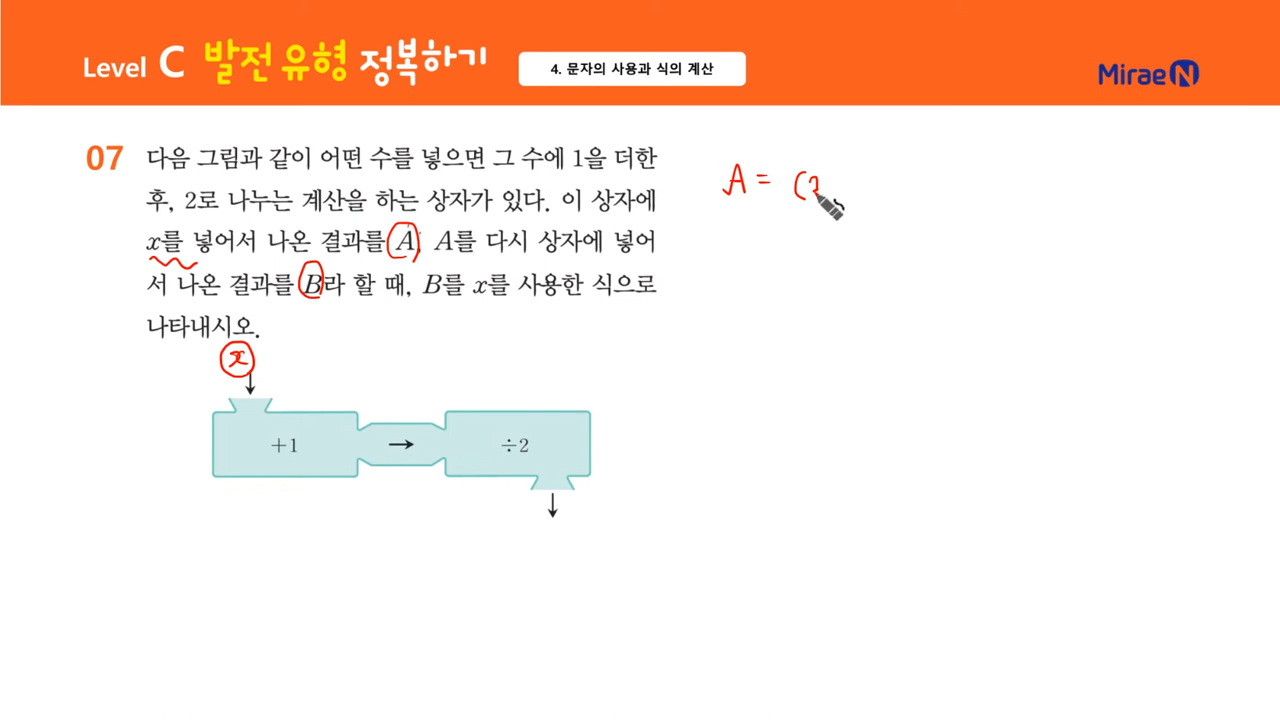 Level C 발전 유형 정복하기
4. 문자의 사용과 식의 계산
Mirae N
07 다음 그림과 같이 어떤 수를 넣으면 그 수에 1을 더한
후, 2로 나누는 계산을 하는 상자가 있다. 이 상자에
x를 넣어서 나온 결과를 A, A를 다시 상자에 넣어
서 나온 결과를 B라 할 때, B를 x를 사용한 식으로
나타내시오.
x
+1 → ÷2
A = (